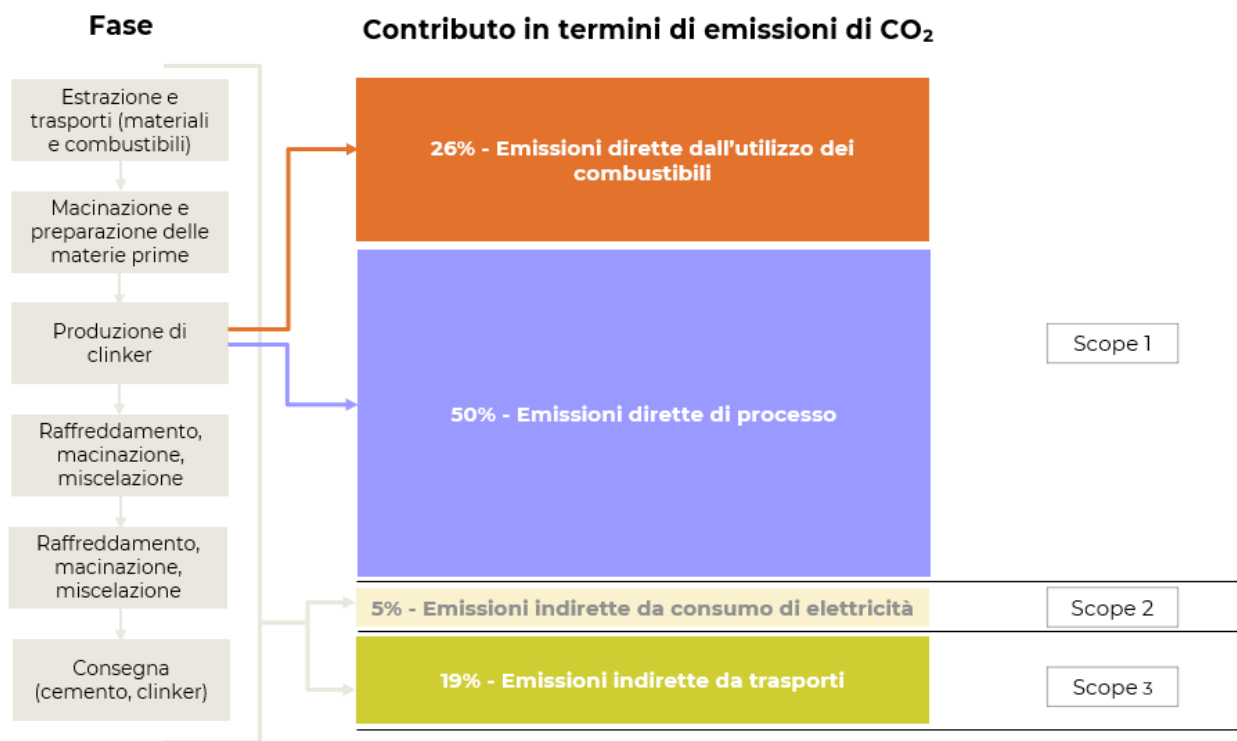 Fase
Contributo in termini di emissioni di CO₂
Estrazione e
trasporti (materiali
e combustibili)
Macinazione e
preparazione delle
materie prime
Produzione di
clinker
Raffreddamento,
macinazione,
miscelazione
Raffreddamento,
macinazione,
miscelazione
Consegna
(cemento, clinker)
26% - Emissioni dirette dall'utilizzo dei
combustibili
50% - Emissioni dirette di processo
5% - Emissioni indirette da consumo di elettricità
19% - Emissioni indirette da trasporti
Scope 1
Scope 2
Scope 3